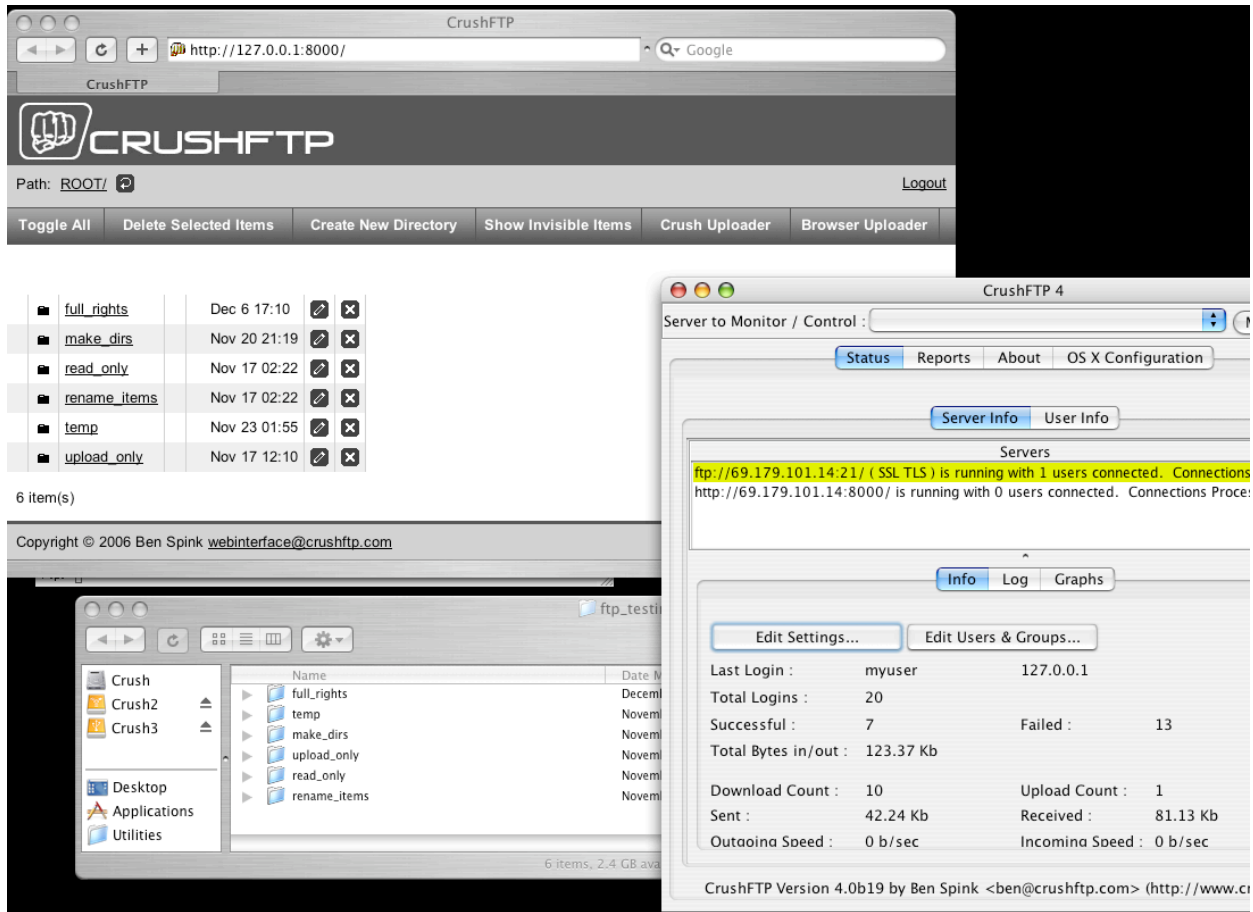 CrushFTP
http://127.0.0.1:8000/
Google
CrushFTP
CRUSHFTP
Path: ROOT/
Logout
Toggle All Delete Selected Items Create New Directory Show Invisible Items Crush Uploader Browser Uploader
full_rights Dec 6 17:10
make_dirs Nov 20 21:19
read_only Nov 17 02:22
rename_items Nov 17 02:22
temp Nov 23 01:55
upload_only Nov 17 12:10
6 item(s)
Copyright © 2006 Ben Spink webinterface@crushftp.com
ftp_testi
Crush
Crush2
Crush3
Desktop
Applications
Utilities
Name Date M
full_rights Decem
temp Novem
make_dirs Novem
upload_only Novem
read_only Novem
rename_items Novem
6 items, 2.4 GB ava
CrushFTP 4
Server to Monitor / Control :
Status Reports About OS X Configuration
Server Info User Info
Servers
ftp://69.179.101.14:21/ ( SSL TLS ) is running with 1 users connected. Connections
http://69.179.101.14:8000/ is running with 0 users connected. Connections Proces
Info Log Graphs
Edit Settings... Edit Users & Groups...
Last Login : myuser 127.0.0.1
Total Logins : 20
Successful : 7 Failed : 13
Total Bytes in/out : 123.37 Kb
Download Count : 10 Upload Count : 1
Sent : 42.24 Kb Received : 81.13 Kb
Outgoing Speed : 0 b/sec Incoming Speed : 0 b/sec
CrushFTP Version 4.0b19 by Ben Spink <ben@crushftp.com> (http://www.cr